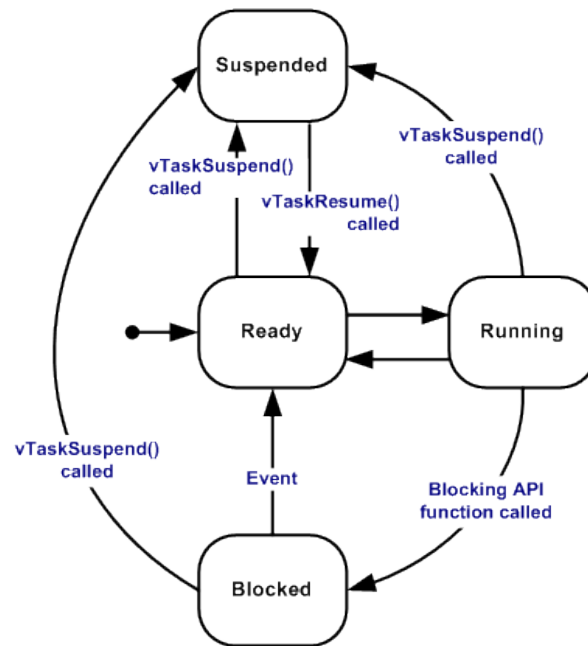 Suspended
vTaskSuspend()
called
vTaskSuspend()
called
vTaskResume()
called
Ready
Running
vTaskSuspend()
called
Event
Blocking API
function called
Blocked